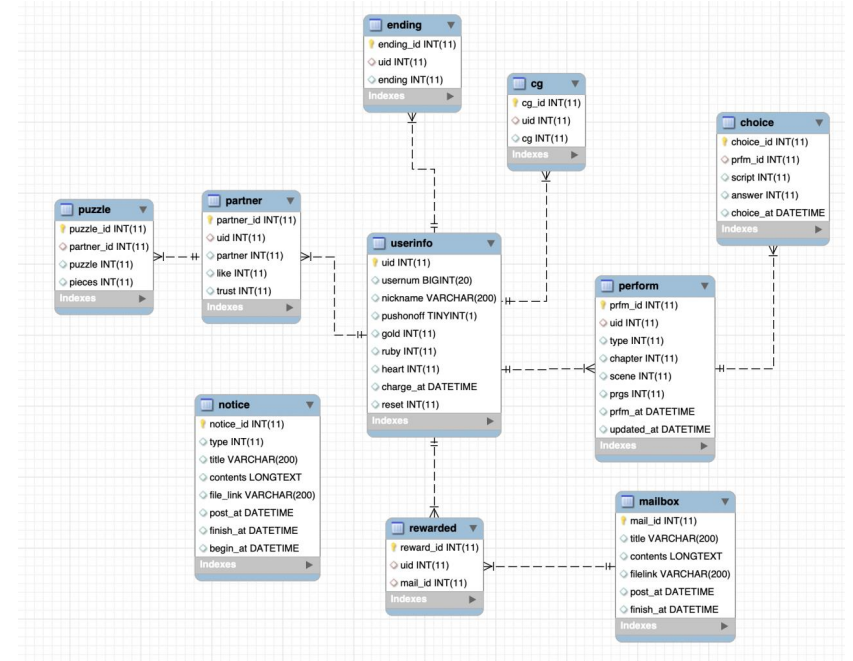 ending
ending_id INT(11)
uid INT(11)
ending INT(11)
Indexes
cg
cg_id INT(11)
uid INT(11)
cg INT(11)
Indexes
choice
choice_id INT(11)
prfm_id INT(11)
script INT(11)
answer INT(11)
choice_at DATETIME
Indexes
puzzle
puzzle_id INT(11)
partner_id INT(11)
puzzle INT(11)
pieces INT(11)
Indexes
partner
partner_id INT(11)
uid INT(11)
partner INT(11)
like INT(11)
trust INT(11)
Indexes
userinfo
uid INT(11)
usernum BIGINT(20)
nickname VARCHAR(200)
pushonoff TINYINT(1)
gold INT(11)
ruby INT(11)
heart INT(11)
charge_at DATETIME
reset INT(11)
Indexes
perform
prfm_id INT(11)
uid INT(11)
type INT(11)
chapter INT(11)
scene INT(11)
prgs INT(11)
prfm_at DATETIME
updated_at DATETIME
Indexes
notice
notice_id INT(11)
type INT(11)
title VARCHAR(200)
contents LONGTEXT
file_link VARCHAR(200)
post_at DATETIME
finish_at DATETIME
begin_at DATETIME
Indexes
rewarded
reward_id INT(11)
uid INT(11)
mail_id INT(11)
Indexes
mailbox
mail_id INT(11)
title VARCHAR(200)
contents LONGTEXT
filelink VARCHAR(200)
post_at DATETIME
finish_at DATETIME
Indexes